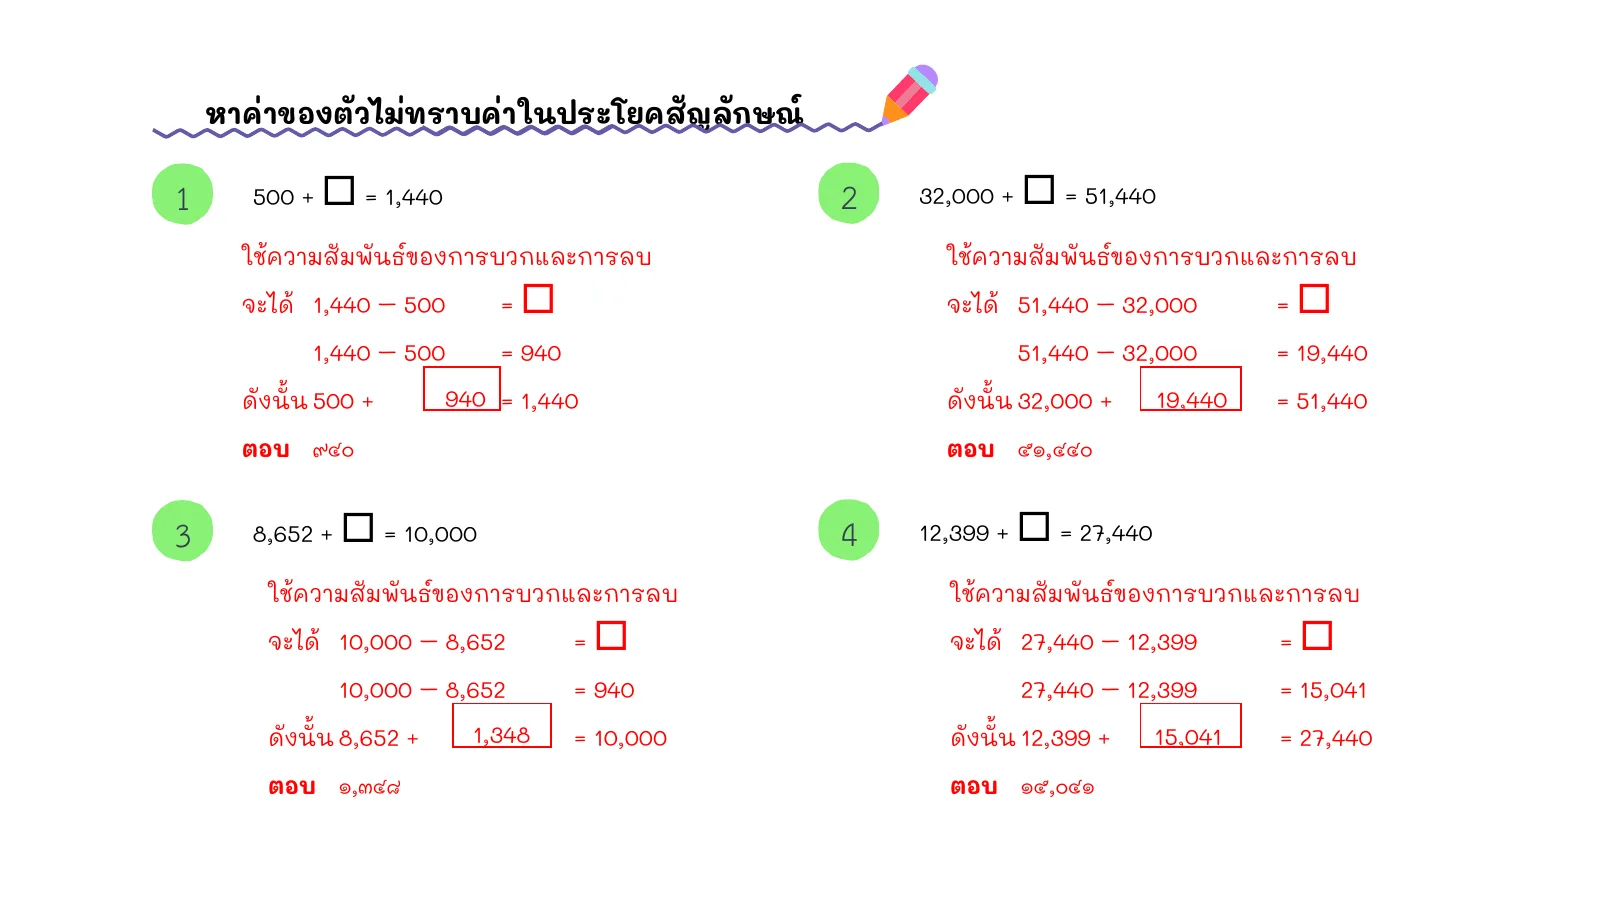 หาค่าของตัวไม่ทราบค่าในประโยคสัญลักษณ์
1
500 + □ = 1,440
ใช้ความสัมพันธ์ของการบวกและการลบ
จะได้ 1,440 – 500 = □
1,440 – 500 = 940
ดังนั้น 500 + 940 = 1,440
ตอบ ๙๔๐
2
32,000 + □ = 51,440
ใช้ความสัมพันธ์ของการบวกและการลบ
จะได้ 51,440 – 32,000 = □
51,440 – 32,000 = 19,440
ดังนั้น 32,000 + 19,440 = 51,440
ตอบ ๕๑,๔๔๐
3
8,652 + □ = 10,000
ใช้ความสัมพันธ์ของการบวกและการลบ
จะได้ 10,000 – 8,652 = □
10,000 – 8,652 = 940
ดังนั้น 8,652 + 1,348 = 10,000
ตอบ ๑,๓๔๘
4
12,399 + □ = 27,440
ใช้ความสัมพันธ์ของการบวกและการลบ
จะได้ 27,440 – 12,399 = □
27,440 – 12,399 = 15,041
ดังนั้น 12,399 + 15,041 = 27,440
ตอบ ๑๕,๐๔๑